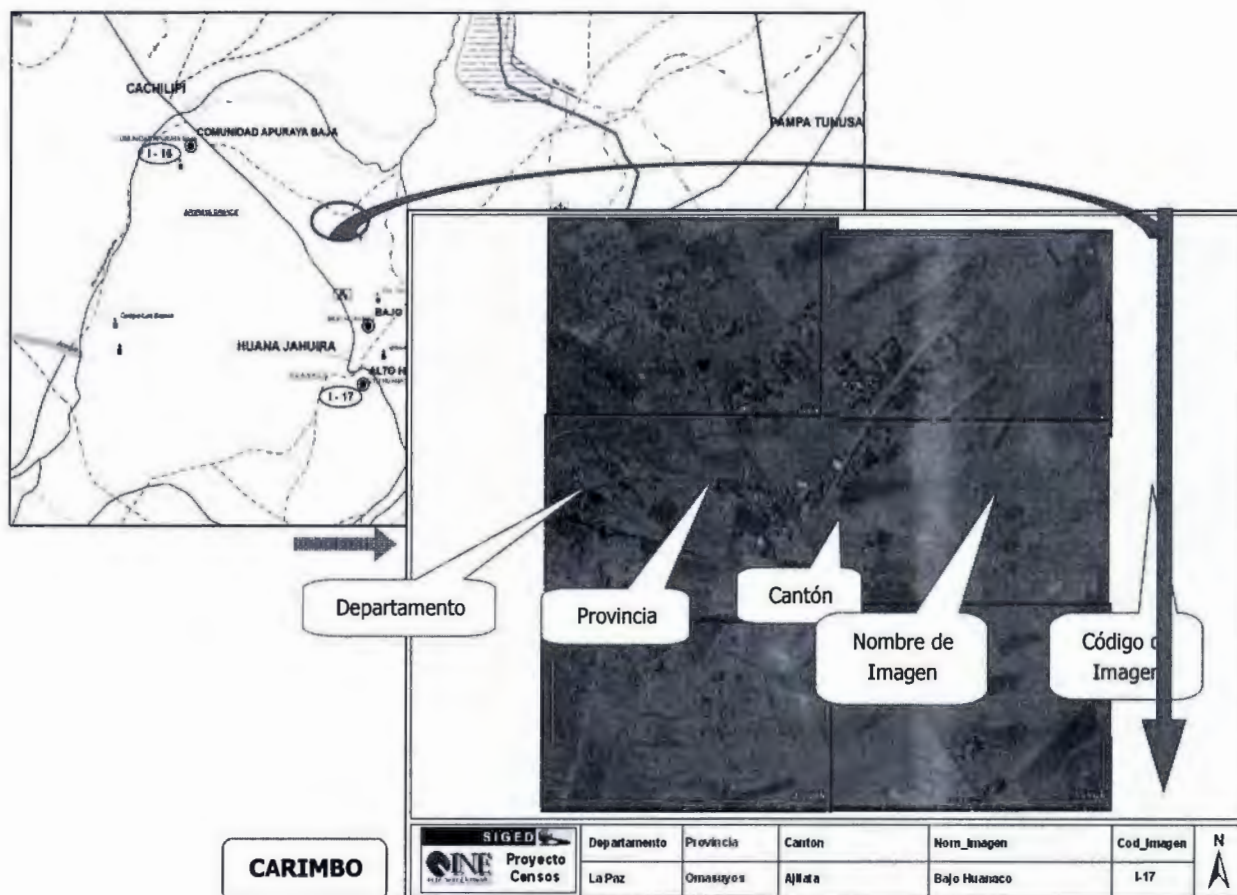 CACHILIPI
COMUNIDAD APURAYA BAJA
I - 16
PAMPA TUMUSA
BAJO
HUANA JAHUIRA
ALTO H
I - 17
Departamento
Provincia
Cantón
Nombre de
Imagen
Código
Imagen
CARIMBO
SIGED
INE
Proyecto
Censos
Departamento
Provincia
Canton
Nom_Imagen
Cod_Imagen
N
La Paz
Omasuyos
Ajllata
Bajo Huanaco
I-17